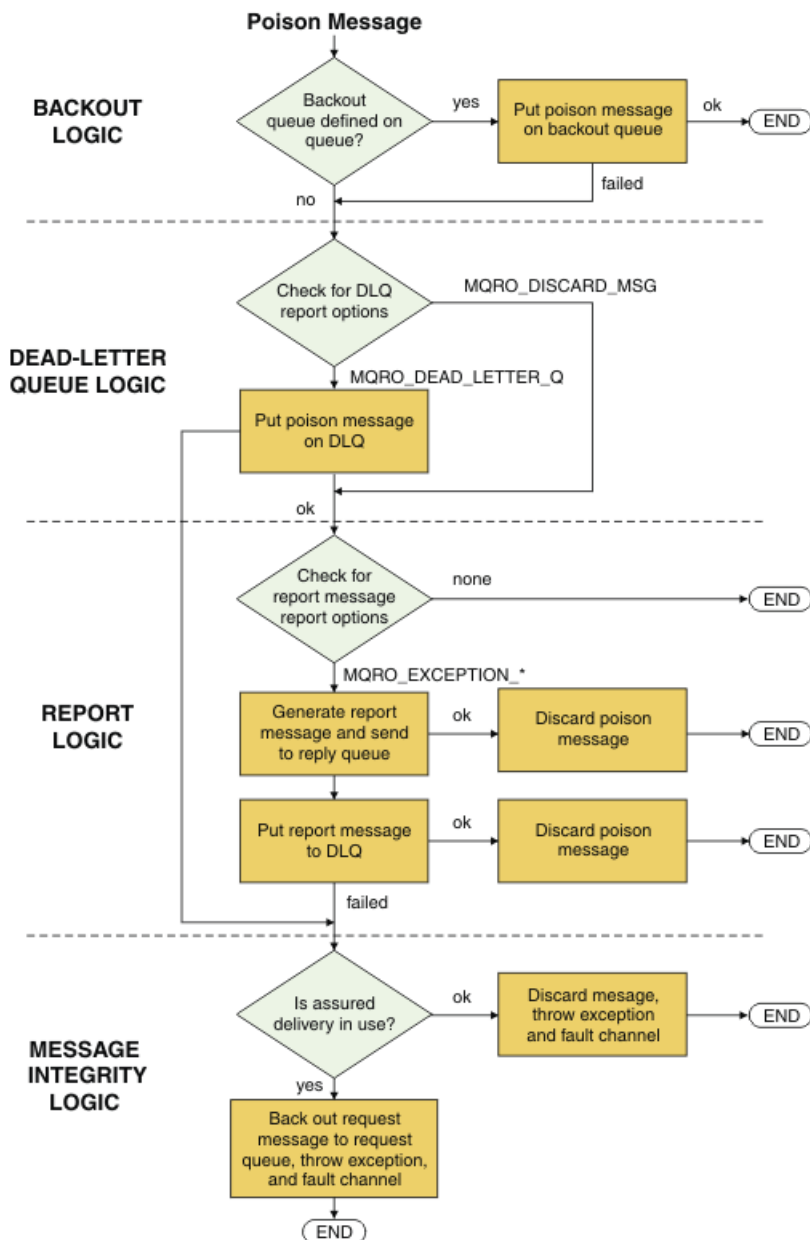 Poison Message
BACKOUT
LOGIC
Backout
queue defined on
queue?
yes
Put poison message
on backout queue
ok
END
failed
no
DEAD-LETTER
QUEUE LOGIC
Check for DLQ
report options
MQRO_DISCARD_MSG
MQRO_DEAD_LETTER_Q
Put poison message
on DLQ
ok
REPORT
LOGIC
Check for
report message
report options
none
END
MQRO_EXCEPTION_*
Generate report
message and send
to reply queue
ok
Discard poison
message
END
Put report message
to DLQ
ok
Discard poison
message
END
failed
MESSAGE
INTEGRITY
LOGIC
Is assured
delivery in use?
ok
Discard mesage,
throw exception
and fault channel
END
yes
Back out request
message to request
queue, throw exception,
and fault channel
END